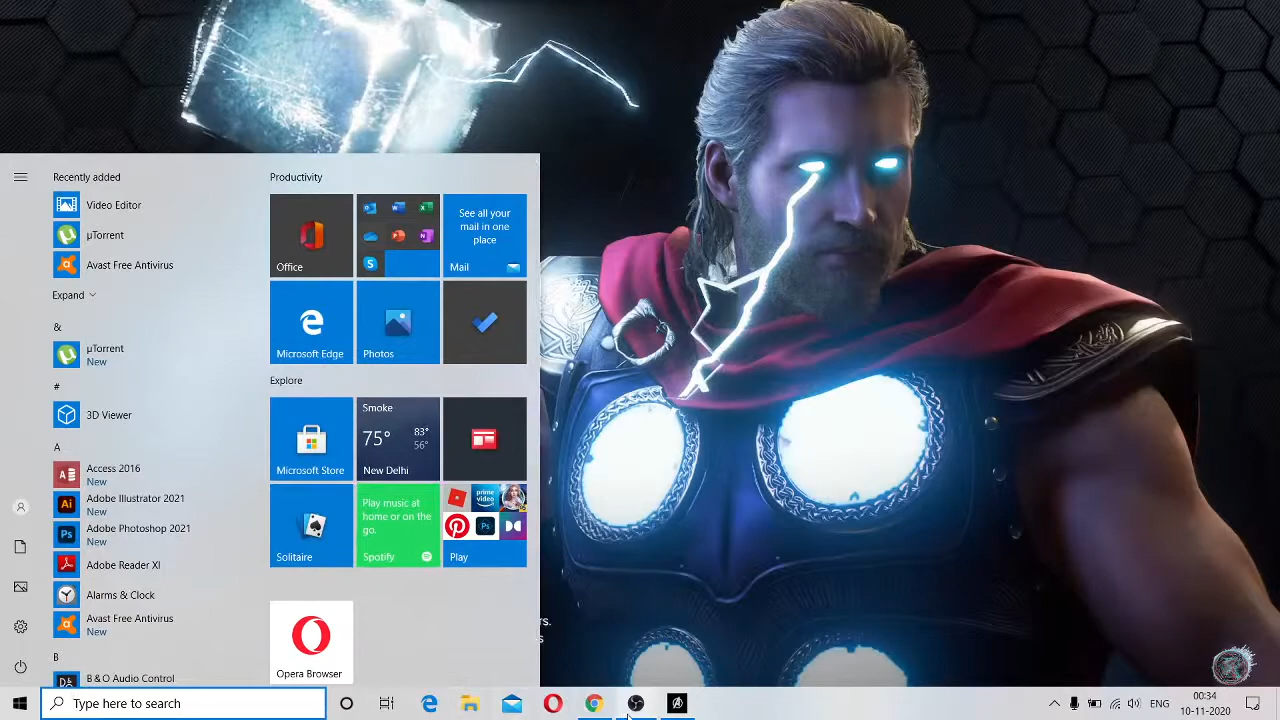 Recently added
Video Editor
µTorrent
Avast Free Antivirus
Expand
&
µTorrent
New
#
3D Viewer
A
Access 2016
New
Adobe Illustrator 2021
New
Adobe Photoshop 2021
New
Adobe Reader XI
Alarms & Clock
Avast Free Antivirus
New
B
B&O Audio Control
Productivity
Office
See all your
mail in one
place
Mail
Microsoft Edge
Photos
Explore
Microsoft Store
Smoke
75°
83°
56°
New Delhi
Solitaire
Play music at
home or on the
go.
Spotify
prime
video
Ps
Play
Opera Browser
rs.
s
Type here to search
ENG
00:34
10-11-2020